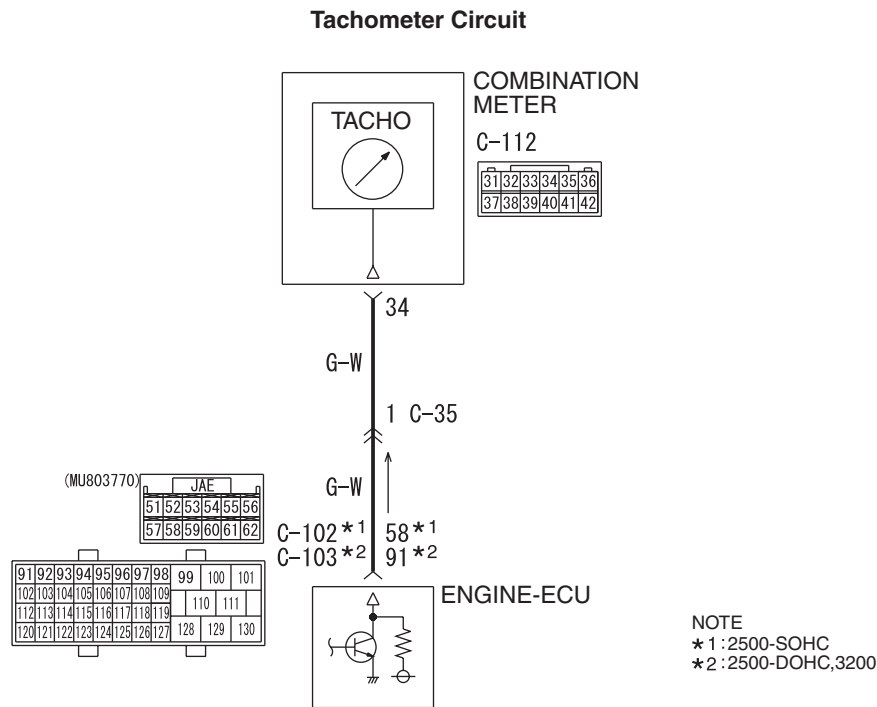 Tachometer Circuit
COMBINATION
METER
TACHO
C-112
31 32 33 34 35 36
37 38 39 40 41 42
34
G-W
1 C-35
(MU803770)
JAE
51 52 53 54 55 56
57 58 59 60 61 62
G-W
C-102*1 58*1
C-103*2 91*2
91 92 93 94 95 96 97 98 99 100 101
102 103 104 105 106 107 108 109
110 111
112 113 114 115 116 117 118 119
120 121 122 123 124 125 126 127 128 129 130
ENGINE-ECU
NOTE
*1:2500-SOHC
*2:2500-DOHC,3200